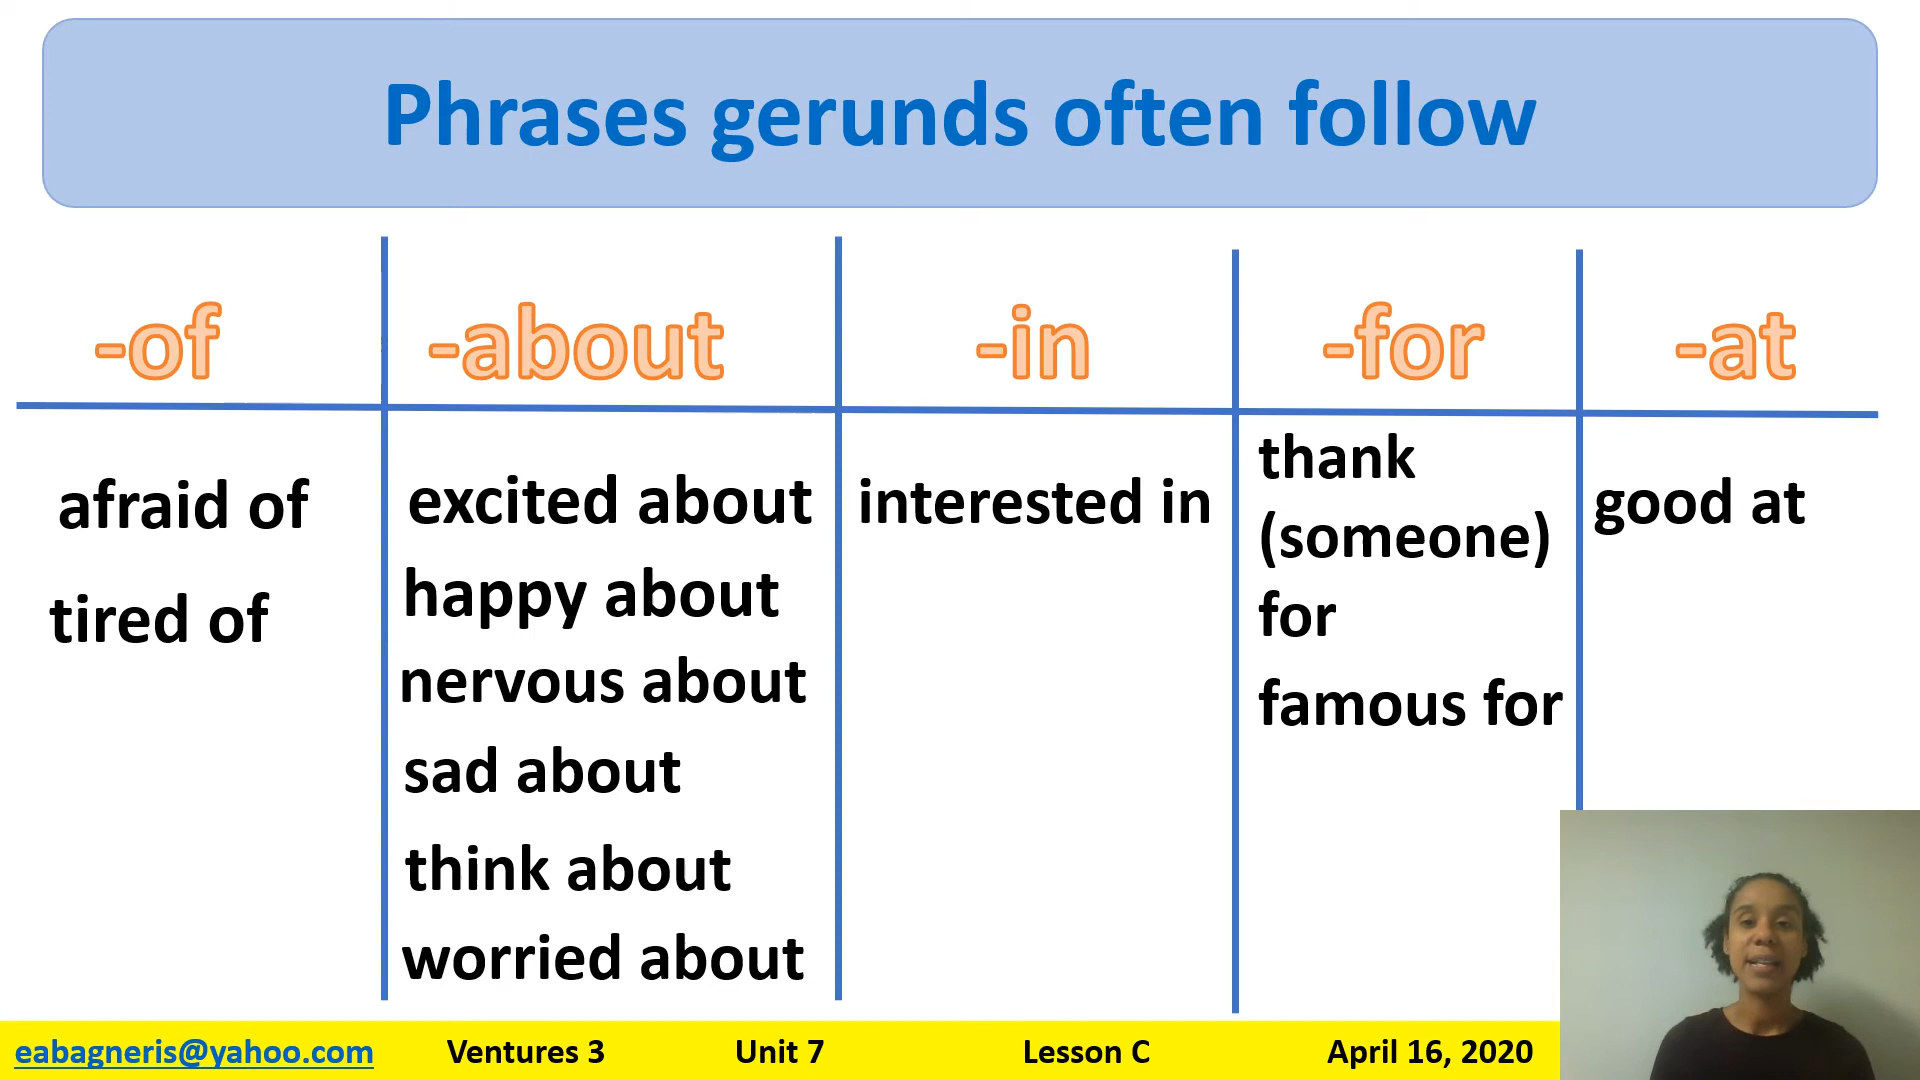 Phrases gerunds often follow
-of
-about
-in
-for
-at
afraid of
tired of
excited about
happy about
nervous about
sad about
think about
worried about
interested in
thank
(someone)
for
famous for
good at
eabagneris@yahoo.com Ventures 3 Unit 7 Lesson C April 16, 2020